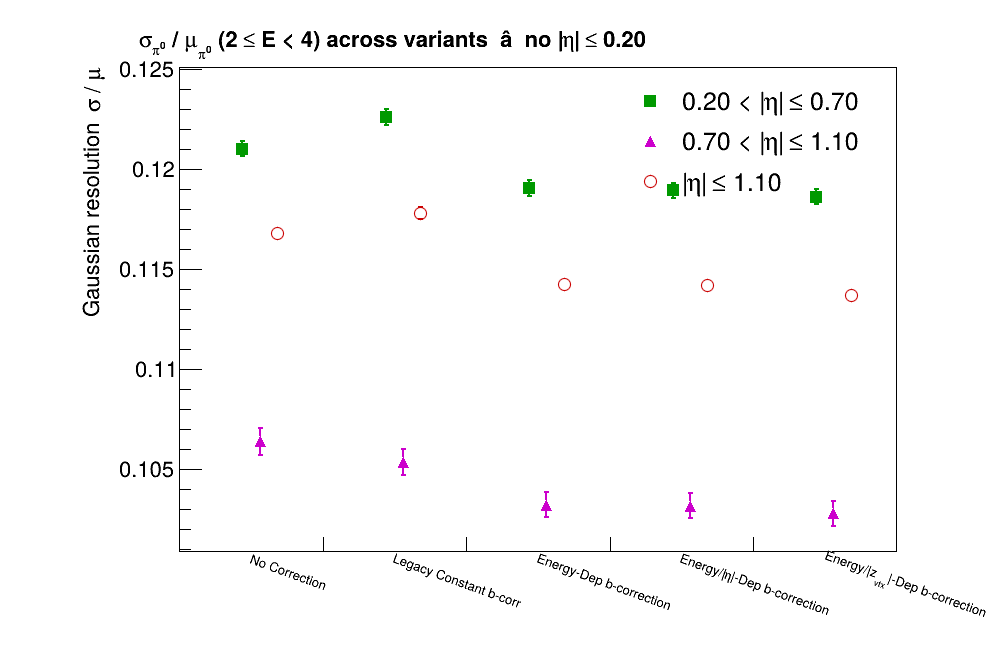 σπ⁰ / μπ⁰ (2 ≤ E < 4) across variants â no |η| ≤ 0.20
Gaussian resolution σ / μ
0.125
0.12
0.115
0.11
0.105
0.20 < |η| ≤ 0.70
0.70 < |η| ≤ 1.10
|η| ≤ 1.10
No Correction
Legacy Constant b-corr
Energy-Dep b-correction
Energy/|η|-Dep b-correction
Energy/|z_vtx|-Dep b-correction